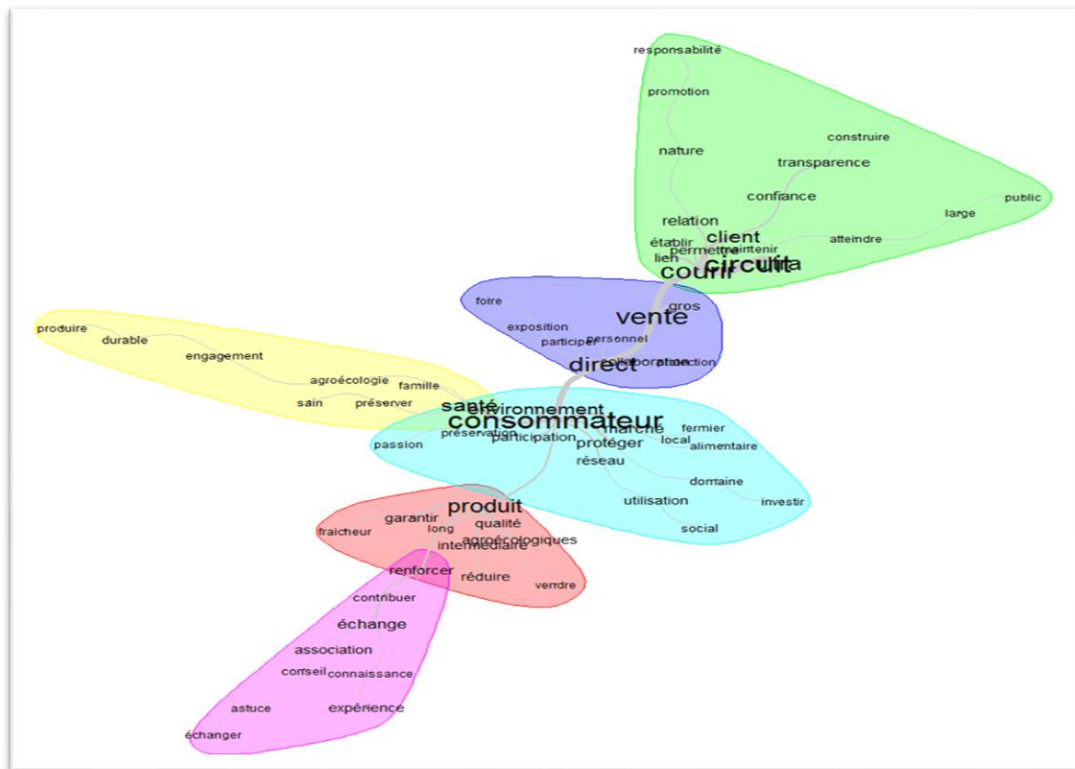 responsabilité
promotion
construire
nature
transparence
confiance
public
large
relation
client
atteindre
établir
permettre
maintenir
lien
courir
circuit
foire
gros
vente
exposition
personnel
participer
produire
durable
engagement
direct
collaboration
agroécologie
famille
sain
préserver
santé
environnement
consommateur
préservation
participation
marché
fermier
passion
protéger
local
alimentaire
réseau
domaine
utilisation
investir
social
produit
garantir
fraicheur
long
qualité
agroécologiques
intermédiaire
renforcer
réduire
vendre
contribuer
échange
association
conseil
connaissance
astuce
expérience
échanger